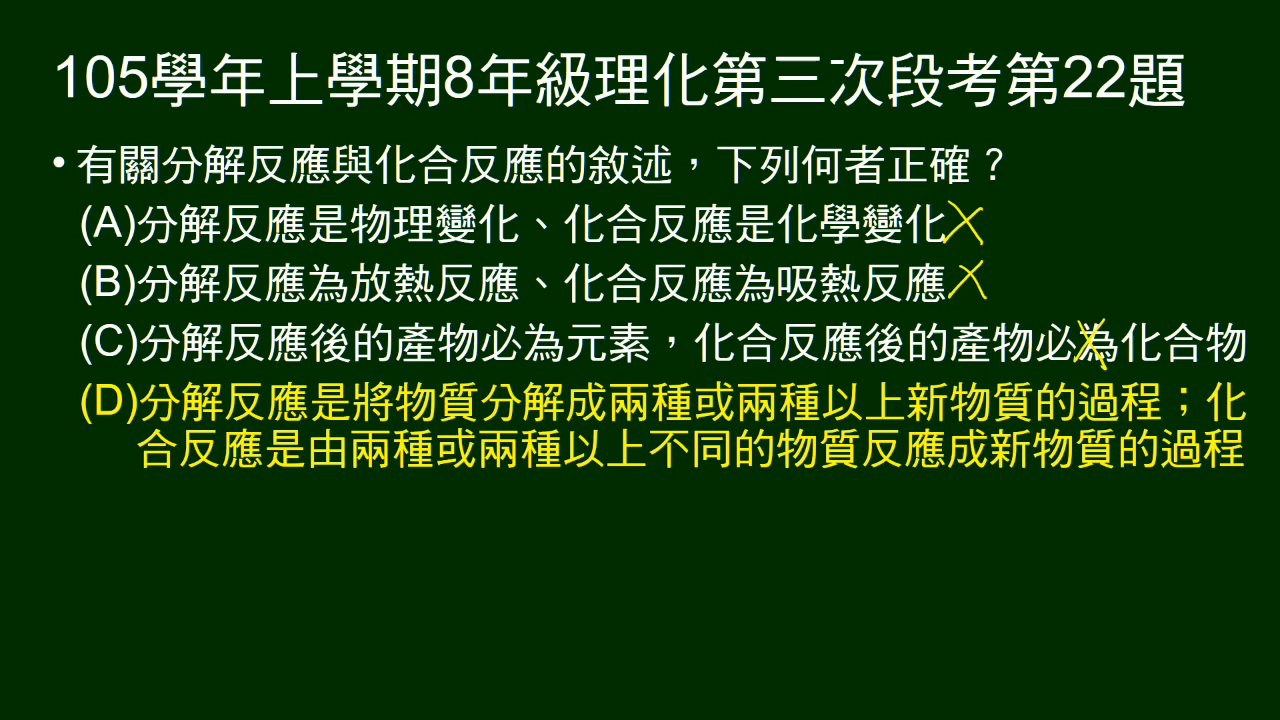 105學年上學期8年級理化第三次段考第22題
• 有關分解反應與化合反應的敘述，下列何者正確？
(A)分解反應是物理變化、化合反應是化學變化
(B)分解反應為放熱反應、化合反應為吸熱反應
(C)分解反應後的產物必為元素，化合反應後的產物必為化合物
(D)分解反應是將物質分解成兩種或兩種以上新物質的過程；化
合反應是由兩種或兩種以上不同的物質反應成新物質的過程